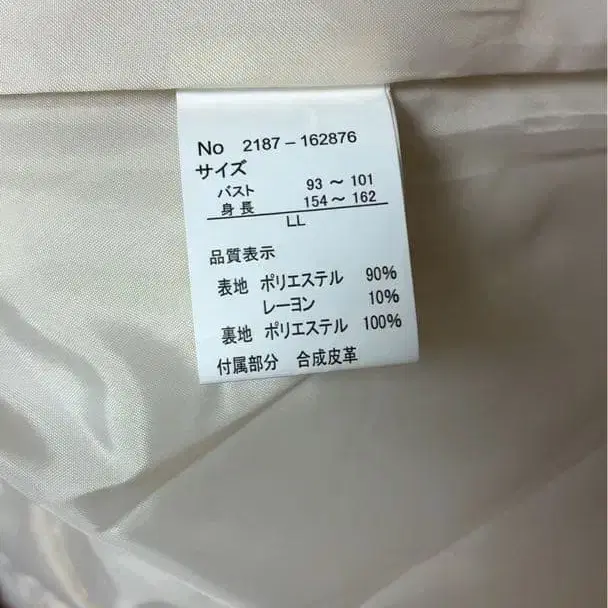 No 2187－162876
サイズ
バスト 93 ～ 101
身長 154～ 162
LL
品質表示
表地 ポリエステル 90%
レーヨン 10%
裏地 ポリエステル 100%
付属部分 合成皮革